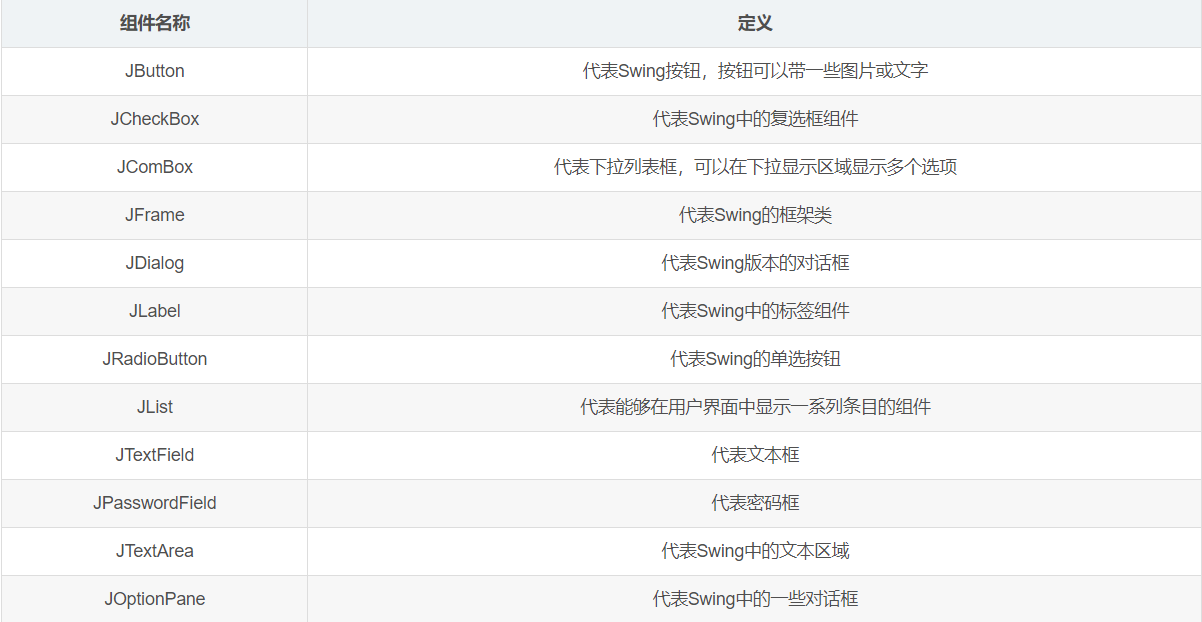 组件名称 定义
JButton 代表Swing按钮，按钮可以带一些图片或文字
JCheckBox 代表Swing中的复选框组件
JComBox 代表下拉列表框，可以在下拉显示区域显示多个选项
JFrame 代表Swing的框架类
JDialog 代表Swing版本的对话框
JLabel 代表Swing中的标签组件
JRadioButton 代表Swing的单选按钮
JList 代表能够在用户界面中显示一系列条目的组件
JTextField 代表文本框
JPasswordField 代表密码框
JTextArea 代表Swing中的文本区域
JOptionPane 代表Swing中的一些对话框